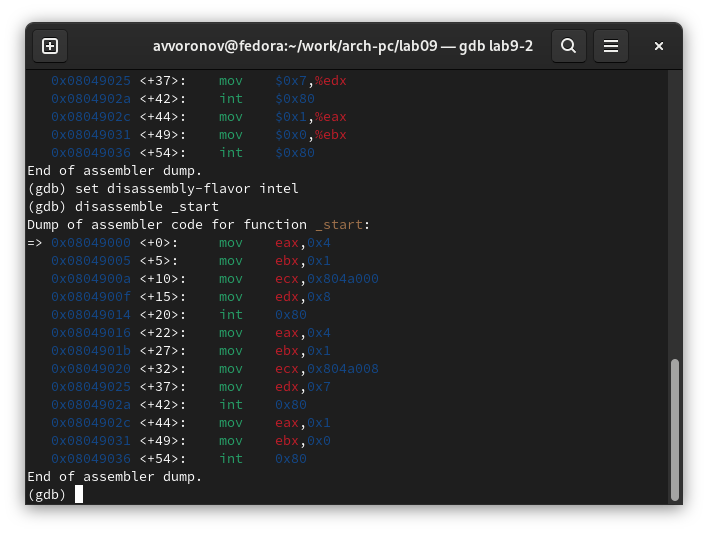 avvoronov@fedora:~/work/arch-pc/lab09 — gdb lab9-2
   0x08049025 <+37>:    mov    $0x7,%edx
   0x0804902a <+42>:    int    $0x80
   0x0804902c <+44>:    mov    $0x1,%eax
   0x08049031 <+49>:    mov    $0x0,%ebx
   0x08049036 <+54>:    int    $0x80
End of assembler dump.
(gdb) set disassembly-flavor intel
(gdb) disassemble _start
Dump of assembler code for function _start:
=> 0x08049000 <+0>:     mov    eax,0x4
   0x08049005 <+5>:     mov    ebx,0x1
   0x0804900a <+10>:    mov    ecx,0x804a000
   0x0804900f <+15>:    mov    edx,0x8
   0x08049014 <+20>:    int    0x80
   0x08049016 <+22>:    mov    eax,0x4
   0x0804901b <+27>:    mov    ebx,0x1
   0x08049020 <+32>:    mov    ecx,0x804a008
   0x08049025 <+37>:    mov    edx,0x7
   0x0804902a <+42>:    int    0x80
   0x0804902c <+44>:    mov    eax,0x1
   0x08049031 <+49>:    mov    ebx,0x0
   0x08049036 <+54>:    int    0x80
End of assembler dump.
(gdb)